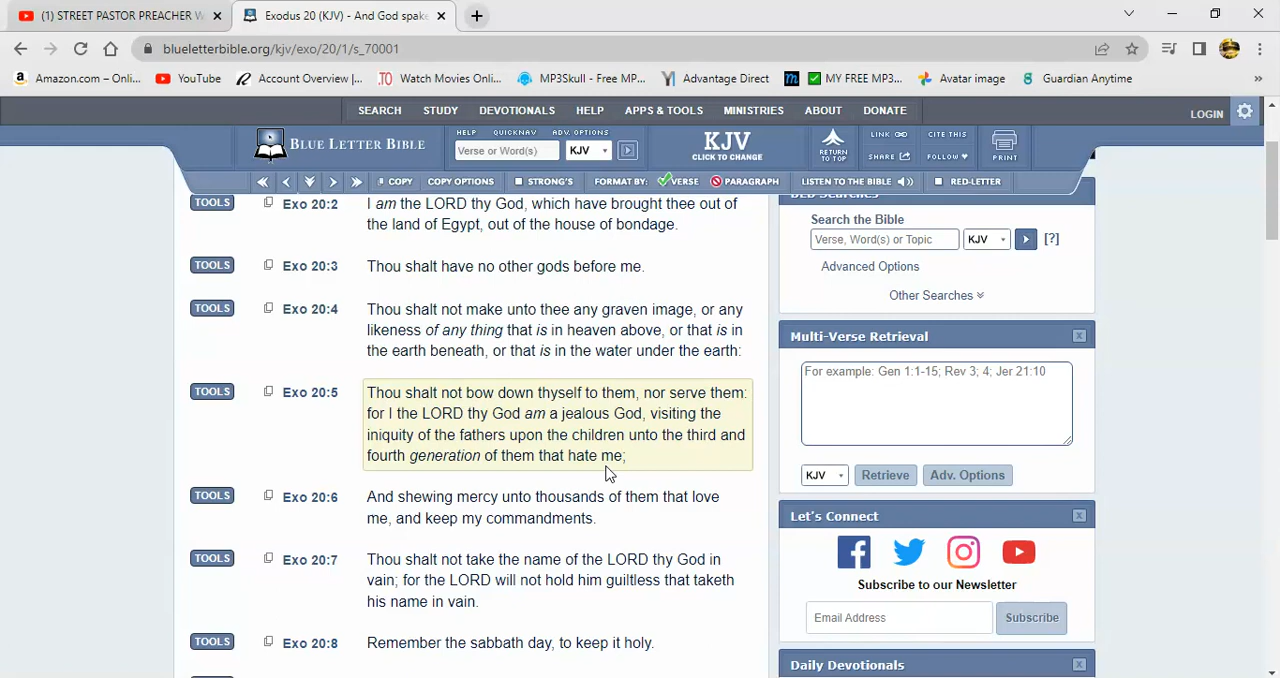 (1) STREET PASTOR PREACHER W
Exodus 20 (KJV) - And God spake
blueletterbible.org/kjv/exo/20/1/s_70001
Amazon.com – Onli...
YouTube
Account Overview |...
Watch Movies Onlin...
MP3Skull - Free MP...
Advantage Direct
MY FREE MP3...
Avatar image
Guardian Anytime
SEARCH STUDY DEVOTIONALS HELP APPS & TOOLS MINISTRIES ABOUT DONATE
LOGIN
BLUE LETTER BIBLE
HELP QUICKNAV ADV. OPTIONS
Verse or Word(s)
KJV
KJV
CLICK TO CHANGE
RETURN
TO TOP
LINK
CITE THIS
SHARE
FOLLOW
PRINT
COPY COPY OPTIONS STRONG'S FORMAT BY: VERSE PARAGRAPH LISTEN TO THE BIBLE RED-LETTER
TOOLS Exo 20:2 I am the LORD thy God, which have brought thee out of
the land of Egypt, out of the house of bondage.
TOOLS Exo 20:3 Thou shalt have no other gods before me.
TOOLS Exo 20:4 Thou shalt not make unto thee any graven image, or any
likeness of any thing that is in heaven above, or that is in
the earth beneath, or that is in the water under the earth:
TOOLS Exo 20:5 Thou shalt not bow down thyself to them, nor serve them:
for I the LORD thy God am a jealous God, visiting the
iniquity of the fathers upon the children unto the third and
fourth generation of them that hate me;
TOOLS Exo 20:6 And shewing mercy unto thousands of them that love
me, and keep my commandments.
TOOLS Exo 20:7 Thou shalt not take the name of the LORD thy God in
vain; for the LORD will not hold him guiltless that taketh
his name in vain.
TOOLS Exo 20:8 Remember the sabbath day, to keep it holy.
Search the Bible
Verse, Word(s) or Topic
KJV
[?]
Advanced Options
Other Searches
Multi-Verse Retrieval
For example: Gen 1:1-15; Rev 3; 4; Jer 21:10
KJV
Retrieve
Adv. Options
Let's Connect
Subscribe to our Newsletter
Email Address
Subscribe
Daily Devotionals